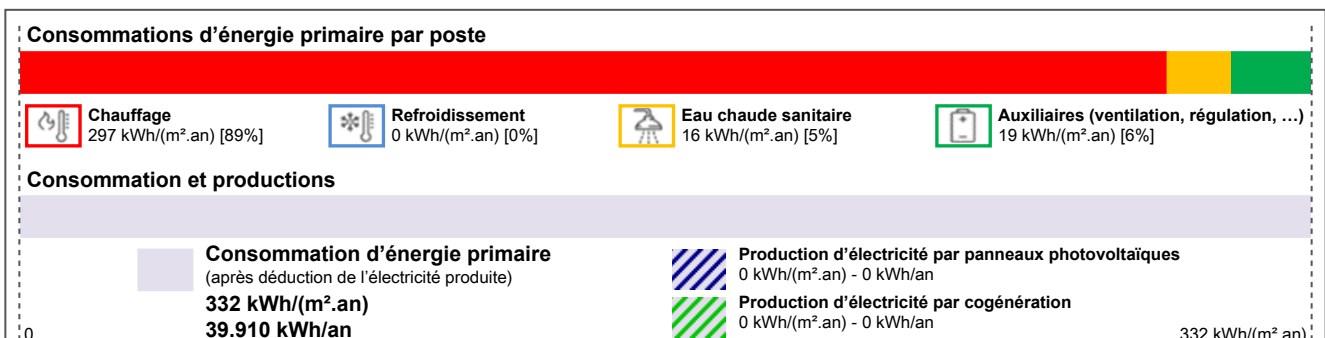 Consommations d'énergie primaire par poste
Chauffage
297 kWh/(m².an) [89%]
Refroidissement
0 kWh/(m².an) [0%]
Eau chaude sanitaire
16 kWh/(m².an) [5%]
Auxiliaires (ventilation, régulation, …)
19 kWh/(m².an) [6%]
Consommation et productions
Consommation d'énergie primaire
(après déduction de l'électricité produite)
332 kWh/(m².an)
39.910 kWh/an
Production d'électricité par panneaux photovoltaïques
0 kWh/(m².an) - 0 kWh/an
Production d'électricité par cogénération
0 kWh/(m².an) - 0 kWh/an
0
332 kWh/(m².an)